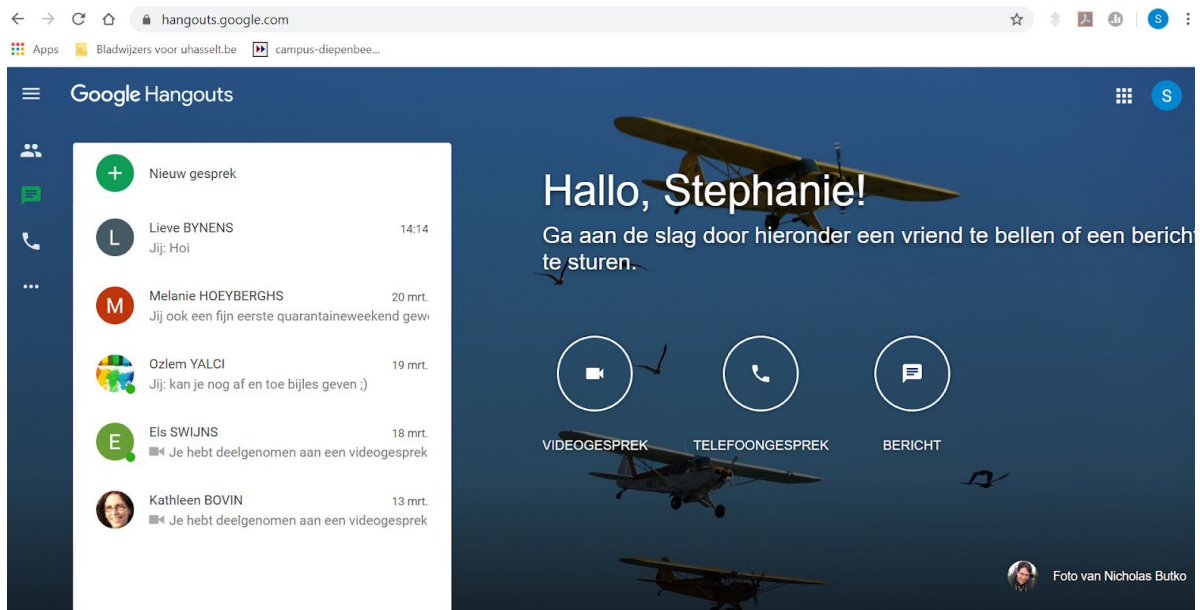 hangouts.google.com
S
Apps
Bladwijzers voor uhasselt.be
campus-diepenbee...
Google Hangouts
S
Nieuw gesprek
L
Lieve BYNENS
14:14
Jij: Hoi
M
Melanie HOEYBERGHS
20 mrt.
Jij ook een fijn eerste quarantaineweekend gew
Ozlem YALCI
19 mrt.
Jij: kan je nog af en toe bijles geven ;)
E
Els SWIJNS
18 mrt.
Je hebt deelgenomen aan een videogesprek
Kathleen BOVIN
13 mrt.
Je hebt deelgenomen aan een videogesprek
Hallo, Stephanie!
Ga aan de slag door hieronder een vriend te bellen of een berich
te sturen.
VIDEOGESPREK
TELEFOONGESPREK
BERICHT
Foto van Nicholas Butko